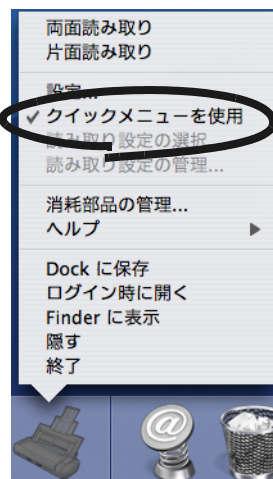 両面読み取り
片面読み取り
設定...
✓ クイックメニューを使用
読み取り設定の選択
読み取り設定の管理...
消耗部品の管理...
ヘルプ ▶
Dock に保存
ログイン時に開く
Finder に表示
隠す
終了
@